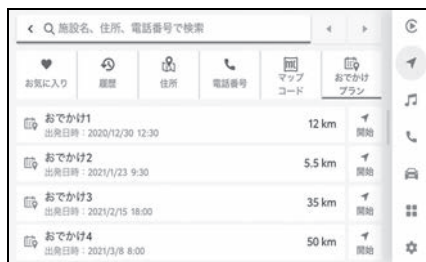 施設名、住所、電話番号で検索
お気に入り
履歴
住所
電話番号
マップ
コード
おでかけ
プラン
おでかけ1
出発日時：2020/12/30 12:30
12 km
開始
おでかけ2
出発日時：2021/1/23 9:30
5.5 km
開始
おでかけ3
出発日時：2021/2/15 18:00
35 km
開始
おでかけ4
出発日時：2021/3/8 8:00
50 km
開始